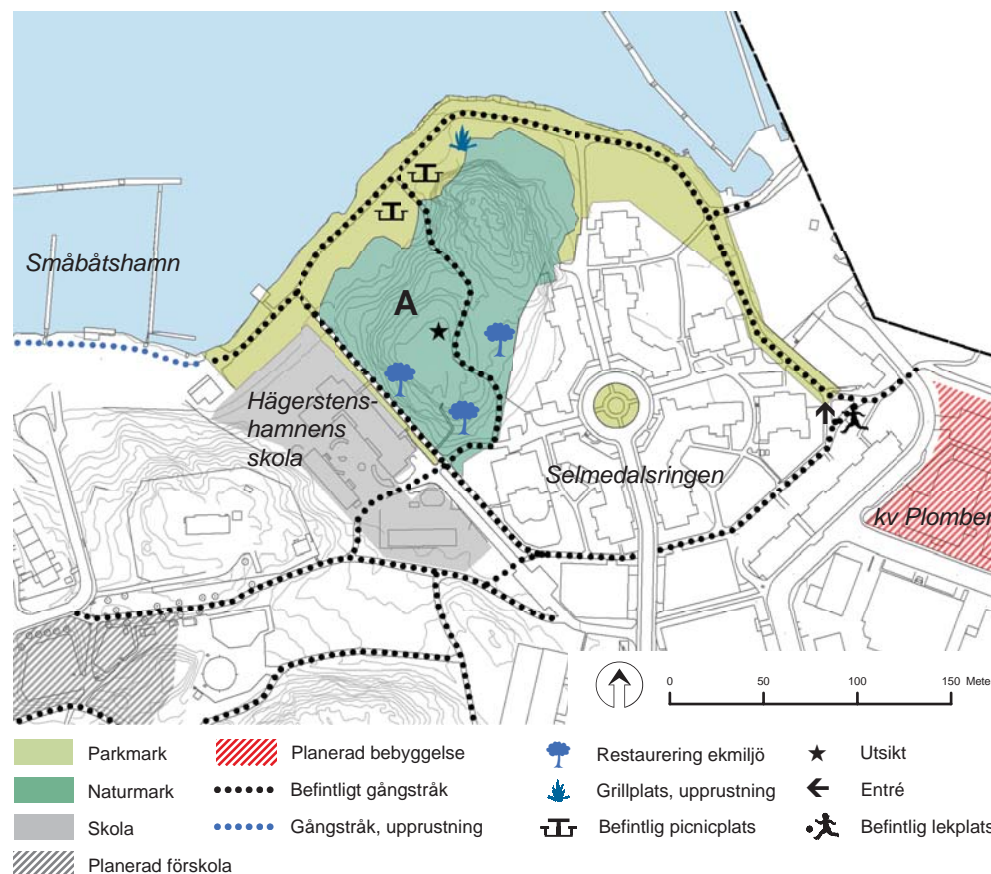 Småbåtshamn
A
Hägerstens-
hamnens
skola
Selmedalsringen
kv Plomben
0 50 100 150 Mete
Parkmark
Naturmark
Skola
Planerad förskola
Planerad bebyggelse
Befintligt gångstråk
Gångstråk, upprustning
Restaurering ekmiljö
Grillplats, upprustning
Befintlig picnicplats
Utsikt
Entré
Befintlig lekplats